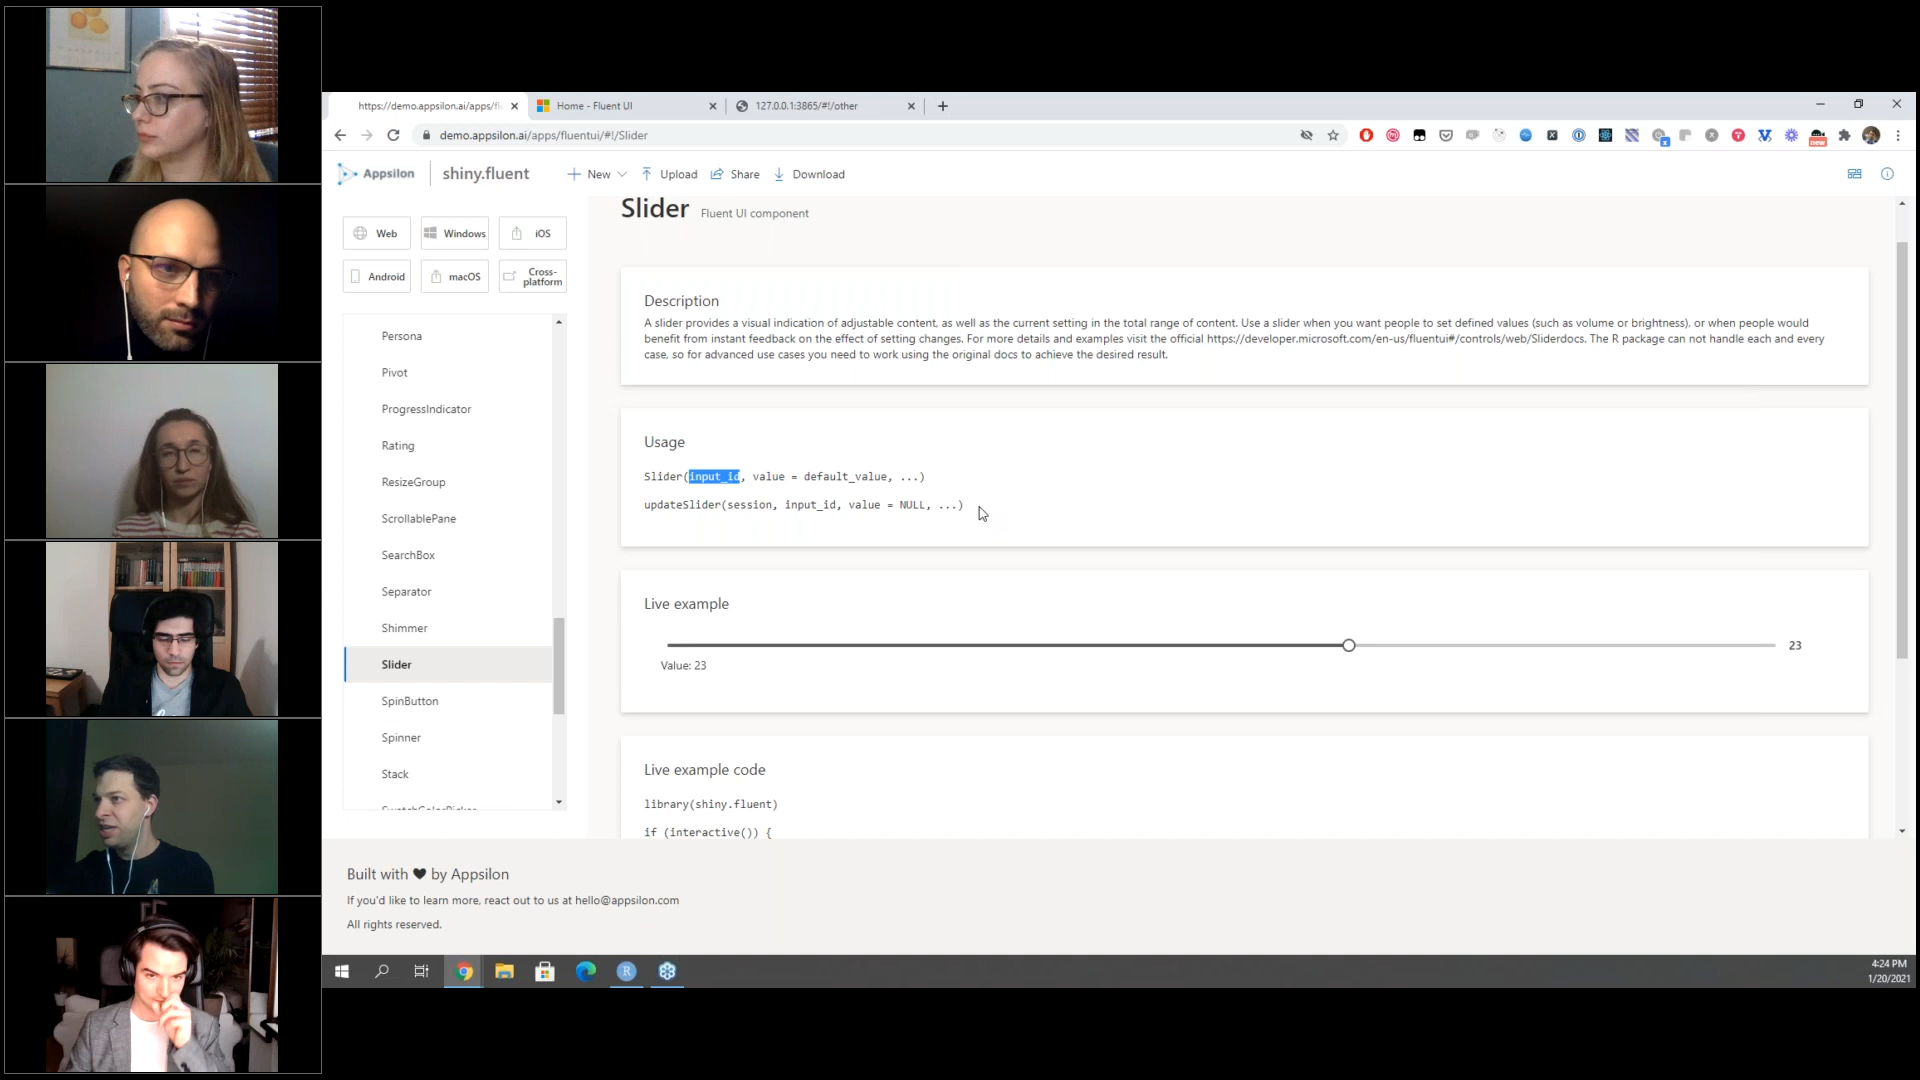 https://demo.appsilon.ai/apps/fl
Home - Fluent UI
127.0.0.1:3865/#!/other
demo.appsilon.ai/apps/fluentui/#!/Slider
new
Appsilon
shiny.fluent
New
Upload
Share
Download
Web
Windows
iOS
Android
macOS
Cross-
platform
Persona
Pivot
ProgressIndicator
Rating
ResizeGroup
ScrollablePane
SearchBox
Separator
Shimmer
Slider
SpinButton
Spinner
Stack
SwatchColorPicker
Slider Fluent UI component
Description
A slider provides a visual indication of adjustable content, as well as the current setting in the total range of content. Use a slider when you want people to set defined values (such as volume or brightness), or when people would
benefit from instant feedback on the effect of setting changes. For more details and examples visit the official https://developer.microsoft.com/en-us/fluentui#/controls/web/Sliderdocs. The R package can not handle each and every
case, so for advanced use cases you need to work using the original docs to achieve the desired result.
Usage
Slider(input_id, value = default_value, ...)
updateSlider(session, input_id, value = NULL, ...)
Live example
23
Value: 23
Live example code
library(shiny.fluent)
if (interactive()) {
Built with ♥ by Appsilon
If you'd like to learn more, react out to us at hello@appsilon.com
All rights reserved.
4:24 PM
1/20/2021